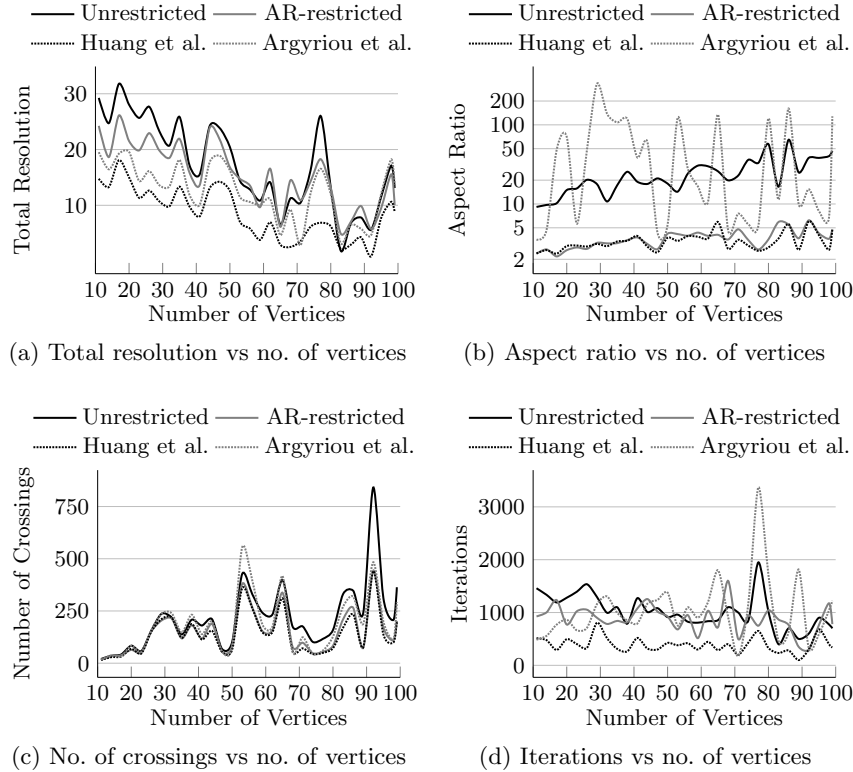 Unrestricted AR-restricted
Huang et al. Argyriou et al.
30
20
10
Total Resolution
10 20 30 40 50 60 70 80 90 100
Number of Vertices
(a) Total resolution vs no. of vertices
Unrestricted AR-restricted
Huang et al. Argyriou et al.
200
100
50
20
10
5
2
Aspect Ratio
10 20 30 40 50 60 70 80 90 100
Number of Vertices
(b) Aspect ratio vs no. of vertices
Unrestricted AR-restricted
Huang et al. Argyriou et al.
750
500
250
0
Number of Crossings
10 20 30 40 50 60 70 80 90 100
Number of Vertices
(c) No. of crossings vs no. of vertices
Unrestricted AR-restricted
Huang et al. Argyriou et al.
3000
2000
1000
0
Iterations
10 20 30 40 50 60 70 80 90 100
Number of Vertices
(d) Iterations vs no. of vertices